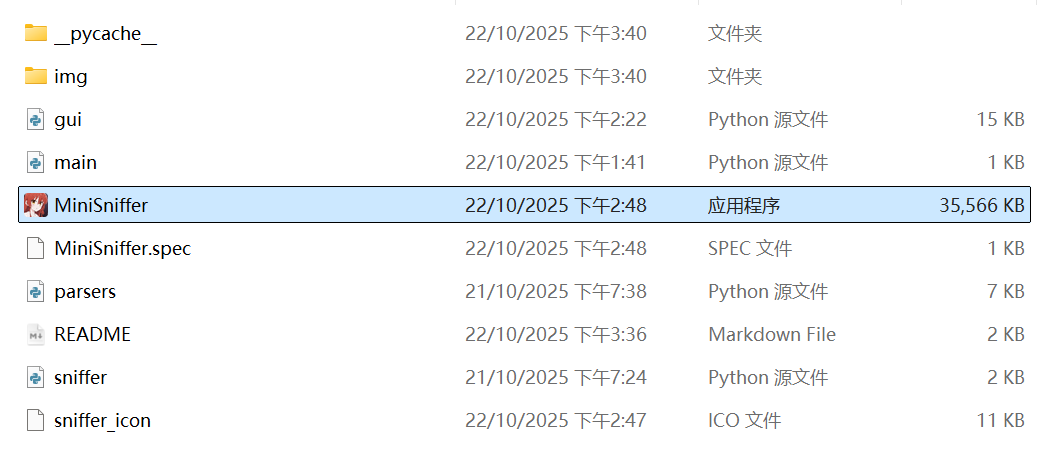 __pycache__ 22/10/2025 下午3:40 文件夹
img 22/10/2025 下午3:40 文件夹
gui 22/10/2025 下午2:22 Python 源文件 15 KB
main 22/10/2025 下午1:41 Python 源文件 1 KB
MiniSniffer 22/10/2025 下午2:48 应用程序 35,566 KB
MiniSniffer.spec 22/10/2025 下午2:48 SPEC 文件 1 KB
parsers 21/10/2025 下午7:38 Python 源文件 7 KB
README 22/10/2025 下午3:36 Markdown File 2 KB
sniffer 21/10/2025 下午7:24 Python 源文件 2 KB
sniffer_icon 22/10/2025 下午2:47 ICO 文件 11 KB